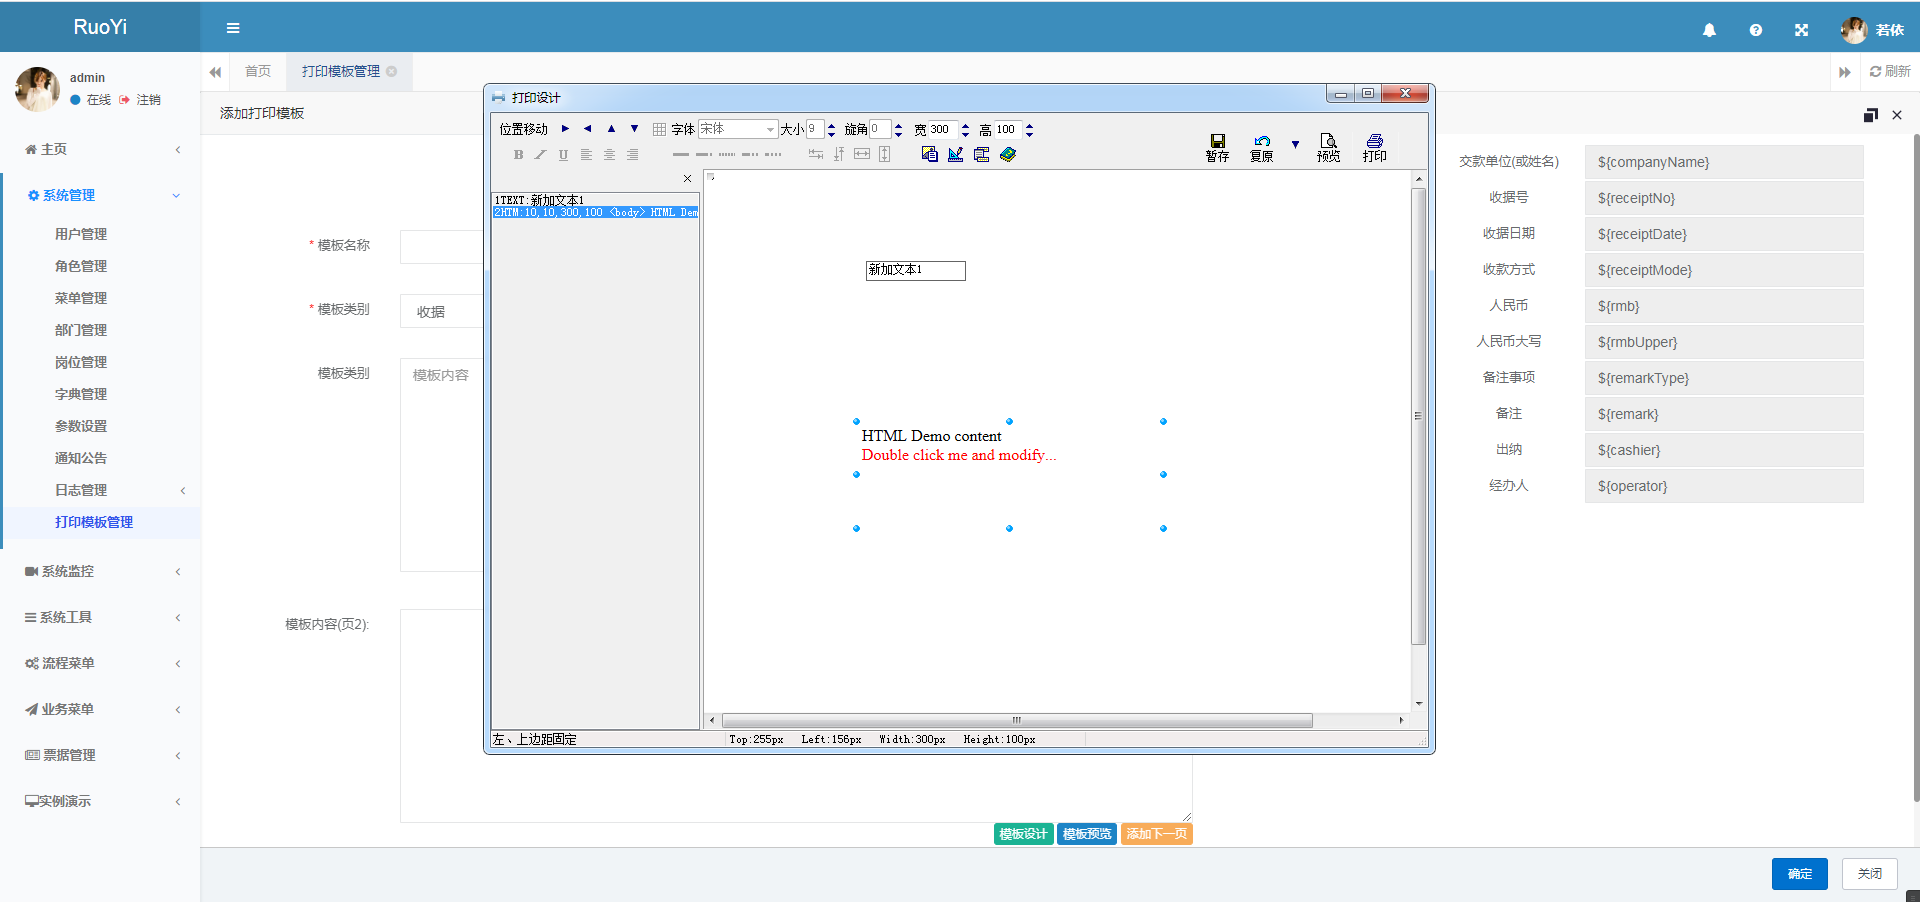 RuoYi
若依
admin
在线 注销
首页
打印模板管理
刷新
添加打印模板
主页
系统管理
用户管理
角色管理
菜单管理
部门管理
岗位管理
字典管理
参数设置
通知公告
日志管理
打印模板管理
系统监控
系统工具
流程菜单
业务菜单
票据管理
实例演示
* 模板名称
* 模板类别
收据
模板类别
模板内容
模板内容(页2):
打印设计
位置移动 字体 宋体 大小 9 旋角 0 宽 300 高 100
B I U
暂存 复原 预览 打印
1TEXT:新加文本1
2HTM:10,10,300,100 <body> HTML Dem
新加文本1
HTML Demo content
Double click me and modify...
左、上边距固定
Top:255px Left:156px Width:300px Height:100px
交款单位(或姓名) ${companyName}
收据号 ${receiptNo}
收据日期 ${receiptDate}
收款方式 ${receiptMode}
人民币 ${rmb}
人民币大写 ${rmbUpper}
备注事项 ${remarkType}
备注 ${remark}
出纳 ${cashier}
经办人 ${operator}
模板设计 模板预览 添加下一页
确定 关闭